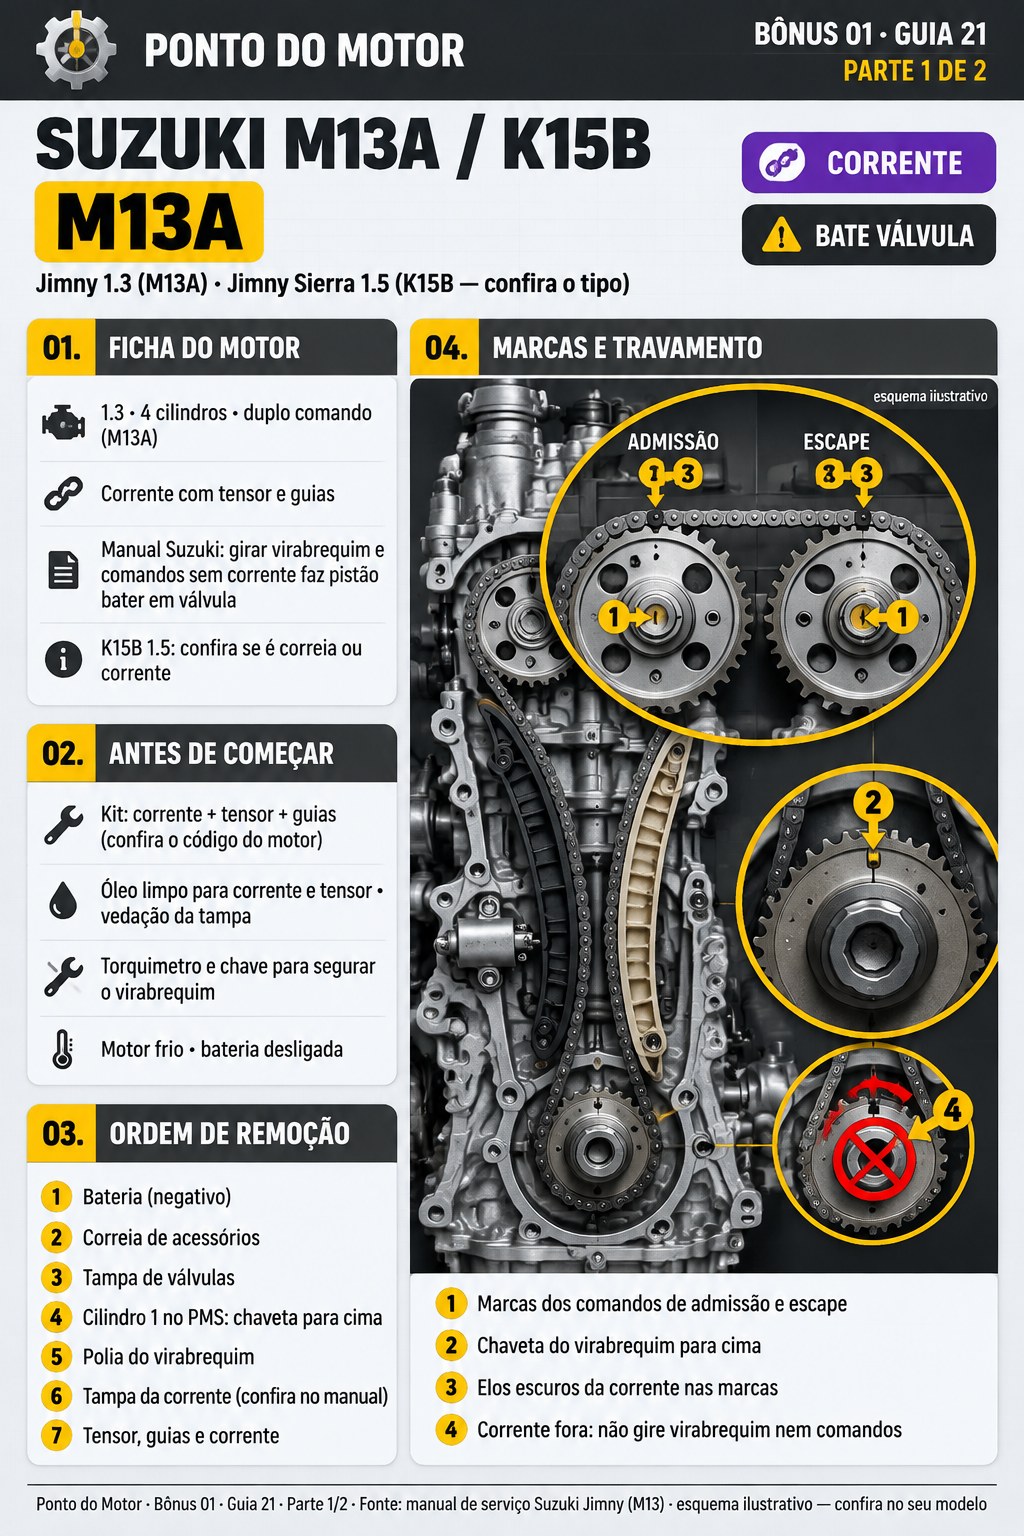 PONTO DO MOTOR
BÔNUS 01 · GUIA 21
PARTE 1 DE 2
SUZUKI M13A / K15B
M13A
Jimny 1.3 (M13A) • Jimny Sierra 1.5 (K15B — confira o tipo)
CORRENTE
BATE VÁLVULA
01. FICHA DO MOTOR
1.3 • 4 cilindros • duplo comando
(M13A)
Corrente com tensor e guias
Manual Suzuki: girar virabrequim e
comandos sem corrente faz pistão
bater em válvula
K15B 1.5: confira se é correia ou
corrente
02. ANTES DE COMEÇAR
Kit: corrente + tensor + guias
(confira o código do motor)
Óleo limpo para corrente e tensor •
vedação da tampa
Torquimetro e chave para segurar
o virabrequim
Motor frio • bateria desligada
03. ORDEM DE REMOÇÃO
1 Bateria (negativo)
2 Correia de acessórios
3 Tampa de válvulas
4 Cilindro 1 no PMS: chaveta para cima
5 Polia do virabrequim
6 Tampa da corrente (confira no manual)
7 Tensor, guias e corrente
04. MARCAS E TRAVAMENTO
esquema ilustrativo
ADMISSÃO
ESCAPE
3
3
1
1
2
4
1 Marcas dos comandos de admissão e escape
2 Chaveta do virabrequim para cima
3 Elos escuros da corrente nas marcas
4 Corrente fora: não gire virabrequim nem comandos
Ponto do Motor · Bônus 01 · Guia 21 · Parte 1/2 · Fonte: manual de serviço Suzuki Jimny (M13) · esquema ilustrativo — confira no seu modelo